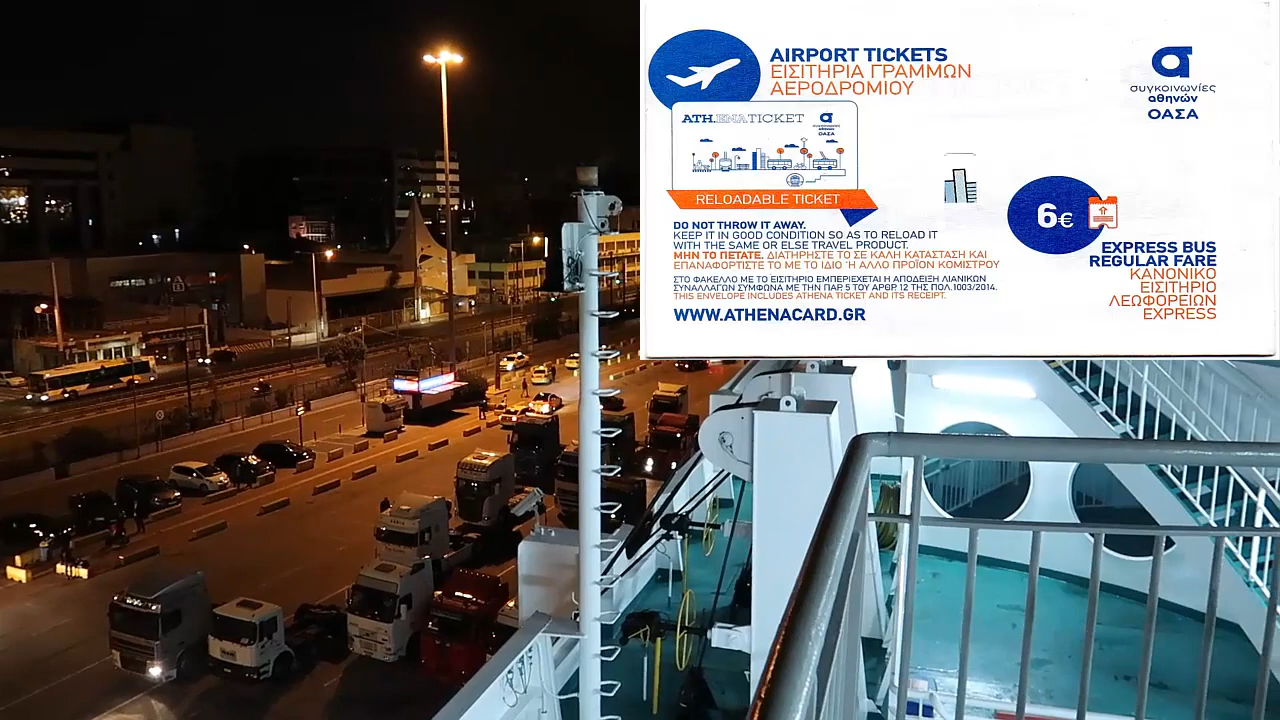 AIRPORT TICKETS
ΕΙΣΙΤΗΡΙΑ ΓΡΑΜΜΩΝ
ΑΕΡΟΔΡΟΜΙΟΥ
συγκοινωνίες
αθηνών
ΟΑΣΑ
ATH.ENA TICKET
συγκοινωνίες
αθηνών
ΟΑΣΑ
RELOADABLE TICKET
6€
DO NOT THROW IT AWAY.
KEEP IT IN GOOD CONDITION SO AS TO RELOAD IT
WITH THE SAME OR ELSE TRAVEL PRODUCT.
ΜΗΝ ΤΟ ΠΕΤΑΤΕ. ΔΙΑΤΗΡΗΣΤΕ ΤΟ ΣΕ ΚΑΛΗ ΚΑΤΑΣΤΑΣΗ ΚΑΙ
ΕΠΑΝΑΦΟΡΤΙΣΤΕ ΤΟ ΜΕ ΤΟ ΙΔΙΟ Ή ΑΛΛΟ ΠΡΟΪΟΝ ΚΟΜΙΣΤΡΟΥ
ΣΤΟ ΦΑΚΕΛΛΟ ΜΕ ΤΟ ΕΙΣΙΤΗΡΙΟ ΕΜΠΕΡΙΕΧΕΤΑΙ Η ΑΠΟΔΕΙΞΗ ΛΙΑΝΙΚΩΝ
ΣΥΝΑΛΛΑΓΩΝ ΣΥΜΦΩΝΑ ΜΕ ΤΗΝ ΠΑΡ. 5 ΤΟΥ ΑΡΘΡ. 12 ΤΗΣ ΠΟΛ.1003/2014.
THIS ENVELOPE INCLUDES ATHENA TICKET AND ITS RECEIPT.
WWW.ATHENACARD.GR
EXPRESS BUS
REGULAR FARE
ΚΑΝΟΝΙΚΟ
ΕΙΣΙΤΗΡΙΟ
ΛΕΩΦΟΡΕΙΩΝ
EXPRESS